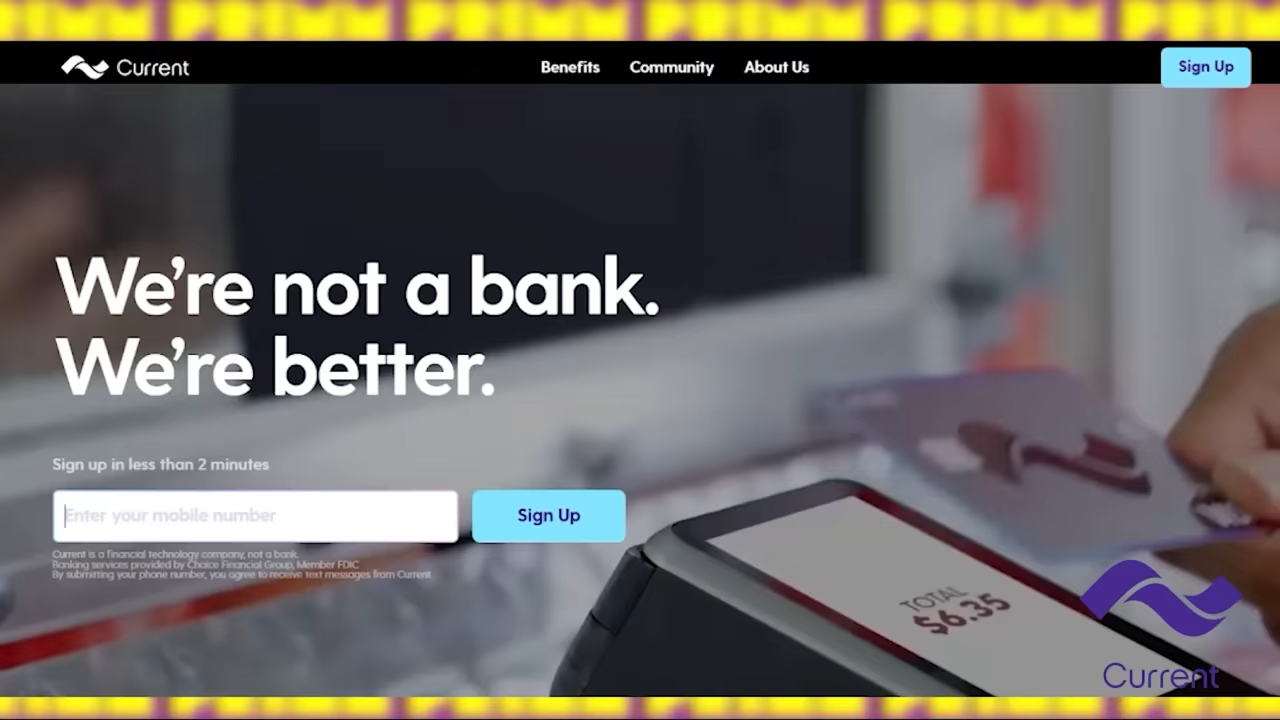 Current
Benefits
Community
About Us
Sign Up
We're not a bank.
We're better.
Sign up in less than 2 minutes
Enter your mobile number
Sign Up
Current is a financial technology company, not a bank.
Banking services provided by Choice Financial Group, Member FDIC
By submitting your phone number, you agree to receive text messages from Current
TOTAL
$6.35
Current